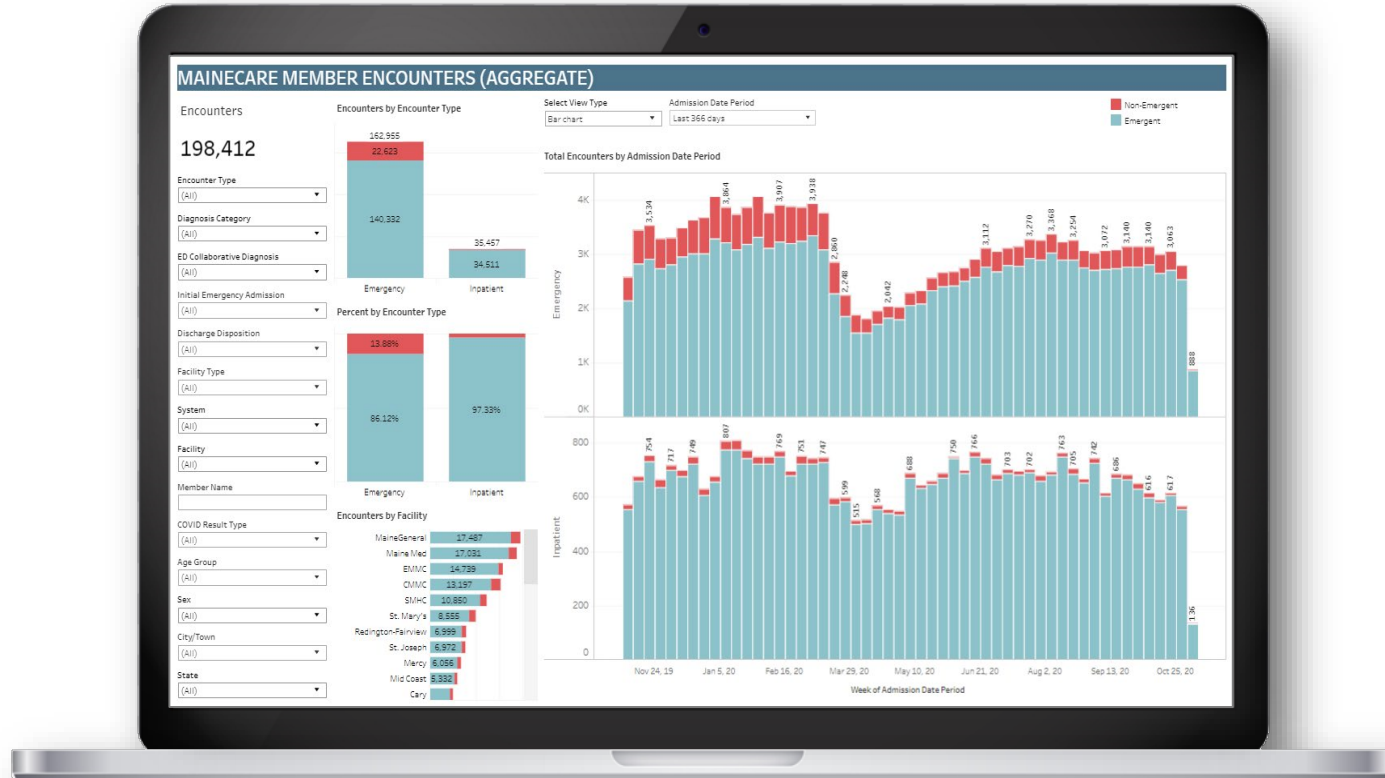 MAINECARE MEMBER ENCOUNTERS (AGGREGATE)
Encounters
198,412
Encounter Type
(All)
Diagnosis Category
(All)
ED Collaborative Diagnosis
(All)
Initial Emergency Admission
(All)
Discharge Disposition
(All)
Facility Type
(All)
System
(All)
Facility
(All)
Member Name
COVID Result Type
(All)
Age Group
(All)
Sex
(All)
City/Town
(All)
State
(All)
Encounters by Encounter Type
162,955
22,623
140,332
35,457
34,511
Emergency Inpatient
Percent by Encounter Type
13.88%
86.12%
97.33%
Emergency Inpatient
Encounters by Facility
MaineGeneral 17,487
Maine Med 17,031
EMMC 14,739
CMMC 13,197
SMHC 10,850
St. Mary's 8,555
Redington-Fairview 6,999
St. Joseph 6,972
Mercy 6,056
Mid Coast 5,332
Cary
Select View Type
Bar chart
Admission Date Period
Last 366 days
Non-Emergent
Emergent
Total Encounters by Admission Date Period
Emergency
4K
3K
2K
1K
0K
3,534
3,864
3,907
3,938
2,860
2,248
2,042
3,112
3,270
3,368
3,254
3,072
3,140
3,140
3,063
888
Inpatient
800
600
400
200
0
754
717
749
807
769
751
747
599
515
568
688
750
766
703
702
763
705
742
686
616
617
136
Nov 24, 19 Jan 5, 20 Feb 16, 20 Mar 29, 20 May 10, 20 Jun 21, 20 Aug 2, 20 Sep 13, 20 Oct 25, 20
Week of Admission Date Period